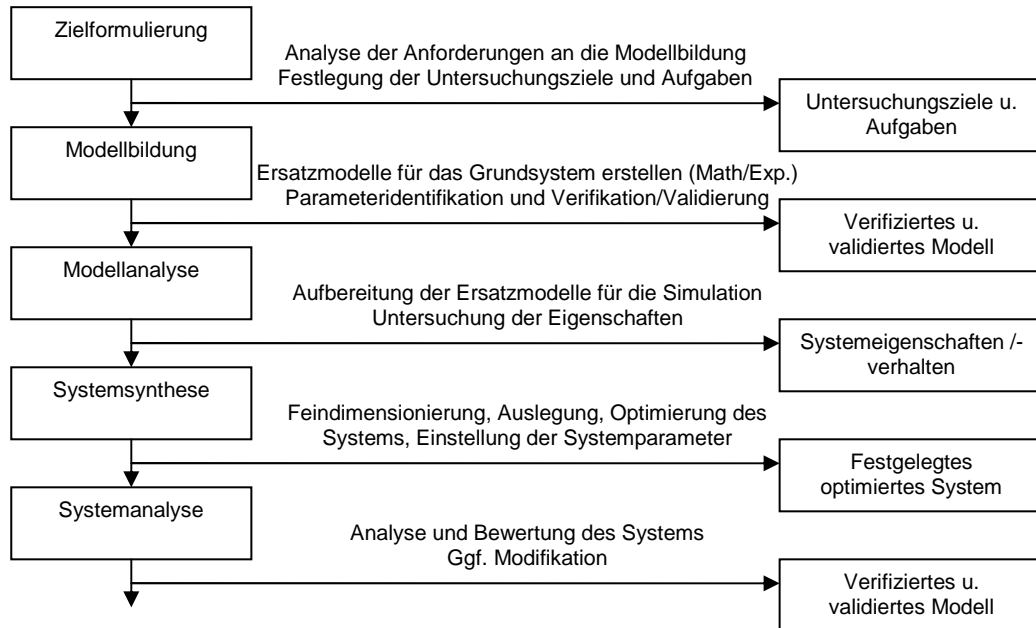 Zielformulierung
Analyse der Anforderungen an die Modellbildung
Festlegung der Untersuchungsziele und Aufgaben
Untersuchungsziele u.
Aufgaben
Modellbildung
Ersatzmodelle für das Grundsystem erstellen (Math/Exp.)
Parameteridentifikation und Verifikation/Validierung
Verifiziertes u.
validiertes Modell
Modellanalyse
Aufbereitung der Ersatzmodelle für die Simulation
Untersuchung der Eigenschaften
Systemeigenschaften /-
verhalten
Systemsynthese
Feindimensionierung, Auslegung, Optimierung des
Systems, Einstellung der Systemparameter
Festgelegtes
optimiertes System
Systemanalyse
Analyse und Bewertung des Systems
Ggf. Modifikation
Verifiziertes u.
validiertes Modell